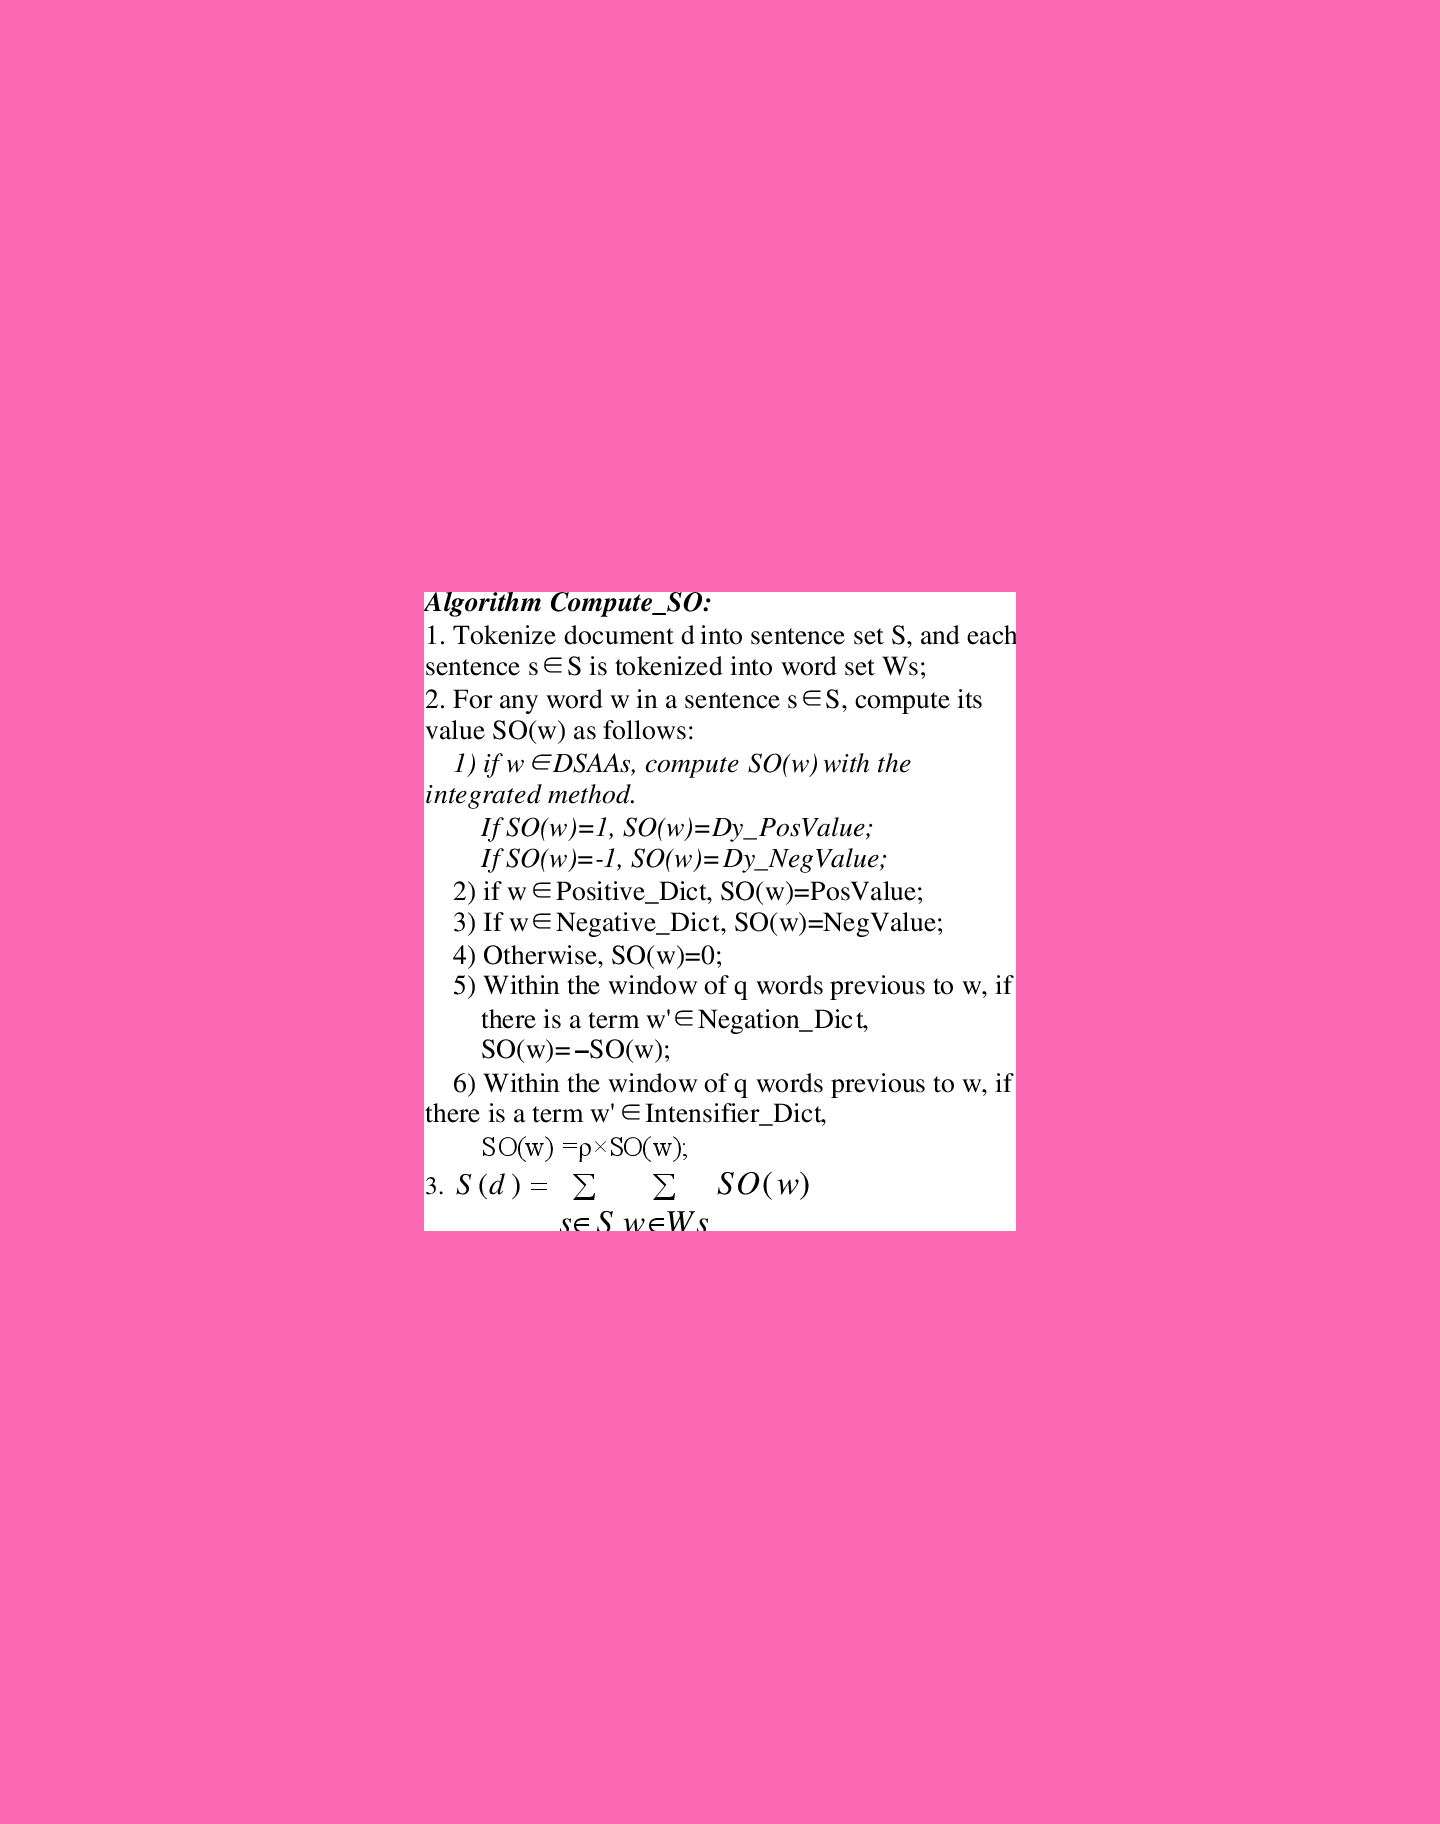 Algorithm Compute_SO:
1. Tokenize document d into sentence set S, and each
sentence s∈S is tokenized into word set Ws;
2. For any word w in a sentence s∈S, compute its
value SO(w) as follows:
1) if w ∈DSAAs, compute SO(w) with the
integrated method.
If SO(w)=1, SO(w)=Dy_PosValue;
If SO(w)=-1, SO(w)=Dy_NegValue;
2) if w∈Positive_Dict, SO(w)=PosValue;
3) If w∈Negative_Dict, SO(w)=NegValue;
4) Otherwise, SO(w)=0;
5) Within the window of q words previous to w, if
there is a term w'∈Negation_Dict,
SO(w)=–SO(w);
6) Within the window of q words previous to w, if
there is a term w' ∈Intensifier_Dict,
SO(w) =ρ×SO(w);
3. S(d) = ∑ ∑ SO(w)
s∈S w∈Ws